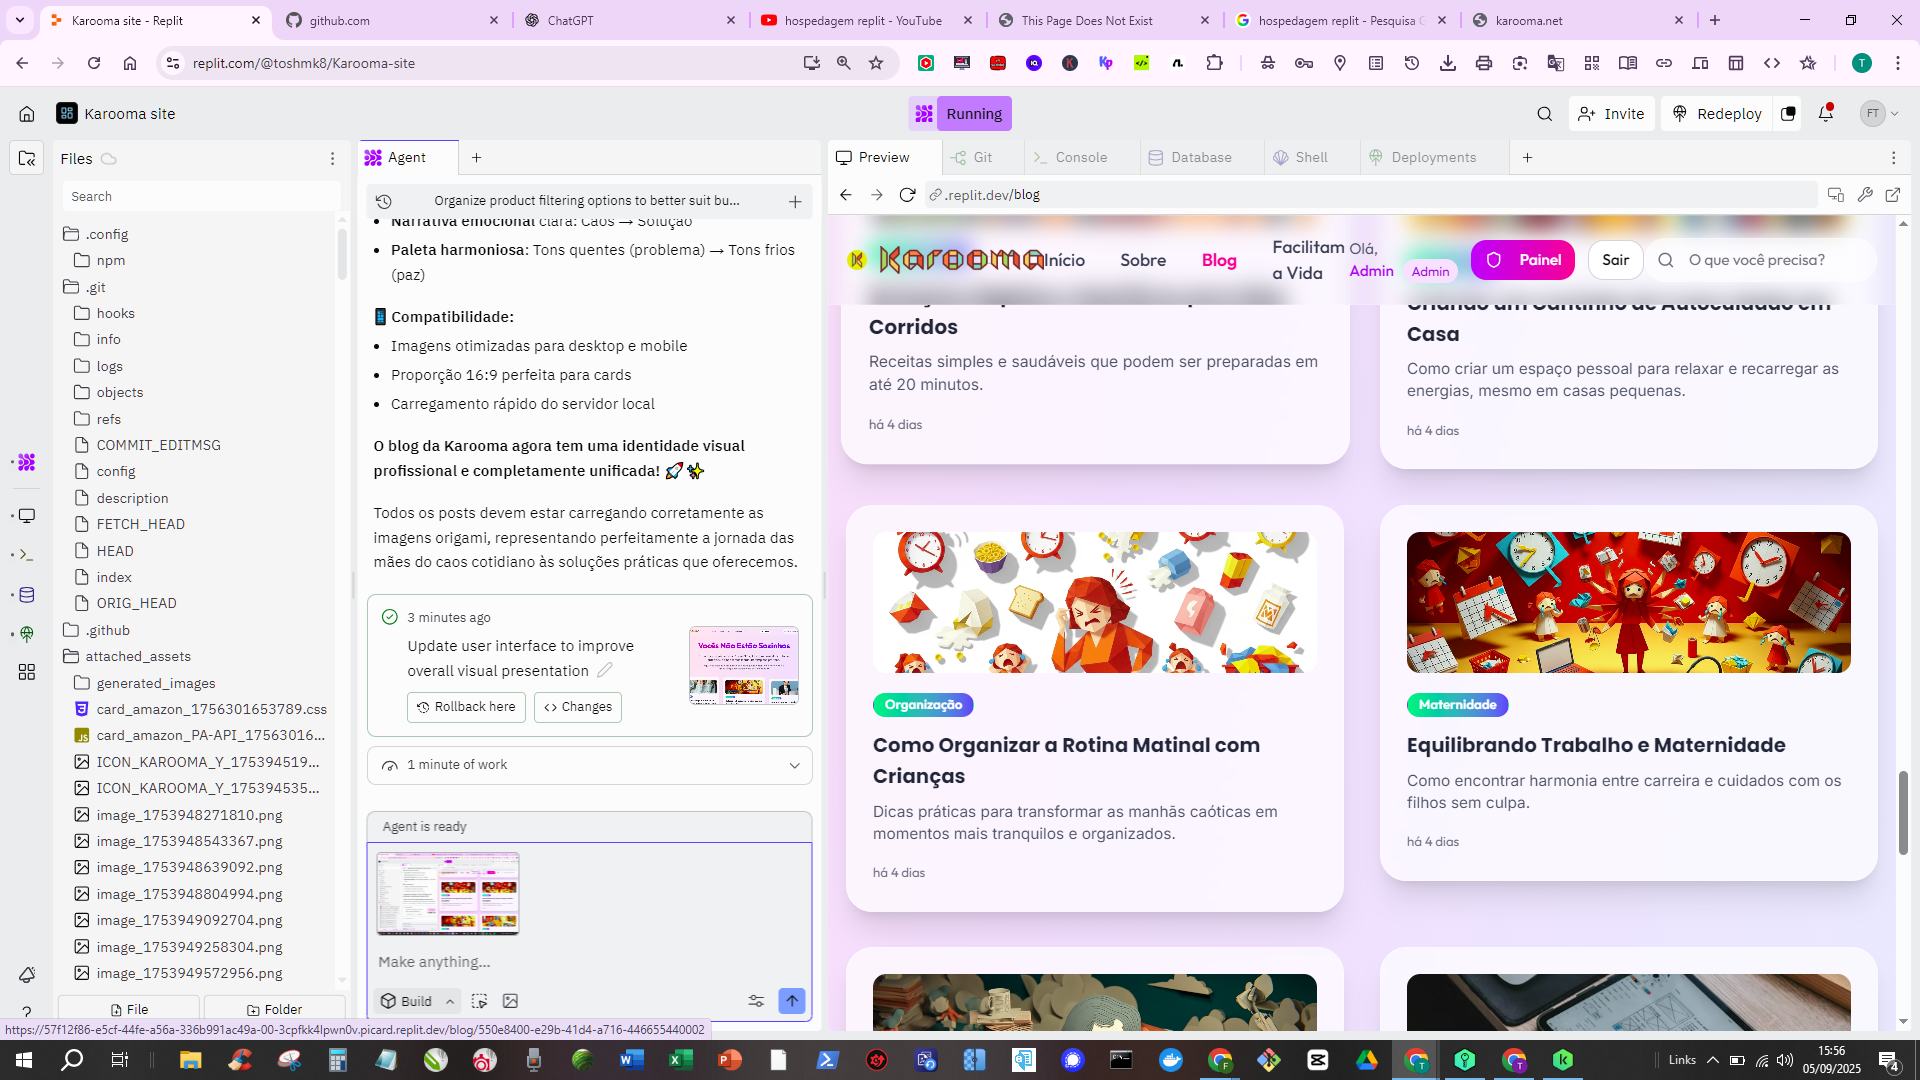 Karooma site - Replit
github.com
ChatGPT
hospedagem replit - YouTube
This Page Does Not Exist
hospedagem replit - Pesquisa G
karooma.net
replit.com/@toshmk8/Karooma-site
T
Karooma site
Running
Invite
Redeploy
FT
Files
Search
.config
npm
.git
hooks
info
logs
objects
refs
COMMIT_EDITMSG
config
description
FETCH_HEAD
HEAD
index
ORIG_HEAD
.github
attached_assets
generated_images
card_amazon_1756301653789.css
card_amazon_PA-API_17563016...
ICON_KAROOMA_Y_175394519...
ICON_KAROOMA_Y_175394535...
image_1753948271810.png
image_1753948543367.png
image_1753948639092.png
image_1753948804994.png
image_1753949092704.png
image_1753949258304.png
image_1753949572956.png
File
Folder
Agent
Organize product filtering options to better suit bu...
Narrativa emocional clara: Caos → Solução
Paleta harmoniosa: Tons quentes (problema) → Tons frios
(paz)
Compatibilidade:
Imagens otimizadas para desktop e mobile
Proporção 16:9 perfeita para cards
Carregamento rápido do servidor local
O blog da Karooma agora tem uma identidade visual
profissional e completamente unificada! 🚀✨
Todos os posts devem estar carregando corretamente as
imagens origami, representando perfeitamente a jornada das
mães do caos cotidiano às soluções práticas que oferecemos.
3 minutes ago
Update user interface to improve
overall visual presentation
Vocês Não Estão Sozinhas
Rollback here
Changes
1 minute of work
Agent is ready
Make anything...
Build
Preview
Git
Console
Database
Shell
Deployments
.replit.dev/blog
Karooma
Início
Sobre
Blog
Facilitam
a Vida
Olá,
Admin
Admin
Painel
Sair
O que você precisa?
Corridos
Receitas simples e saudáveis que podem ser preparadas em
até 20 minutos.
há 4 dias
Criando um Cantinho de Autocuidado em
Casa
Como criar um espaço pessoal para relaxar e recarregar as
energias, mesmo em casas pequenas.
há 4 dias
Organização
Como Organizar a Rotina Matinal com
Crianças
Dicas práticas para transformar as manhãs caóticas em
momentos mais tranquilos e organizados.
há 4 dias
Maternidade
Equilibrando Trabalho e Maternidade
Como encontrar harmonia entre carreira e cuidados com os
filhos sem culpa.
há 4 dias
https://57f12f86-e5cf-44fe-a56a-336b991ac49a-00-3cpfkk4lpwn0v.picard.replit.dev/blog/550e8400-e29b-41d4-a716-446655440002
Links
15:56
05/09/2025
4